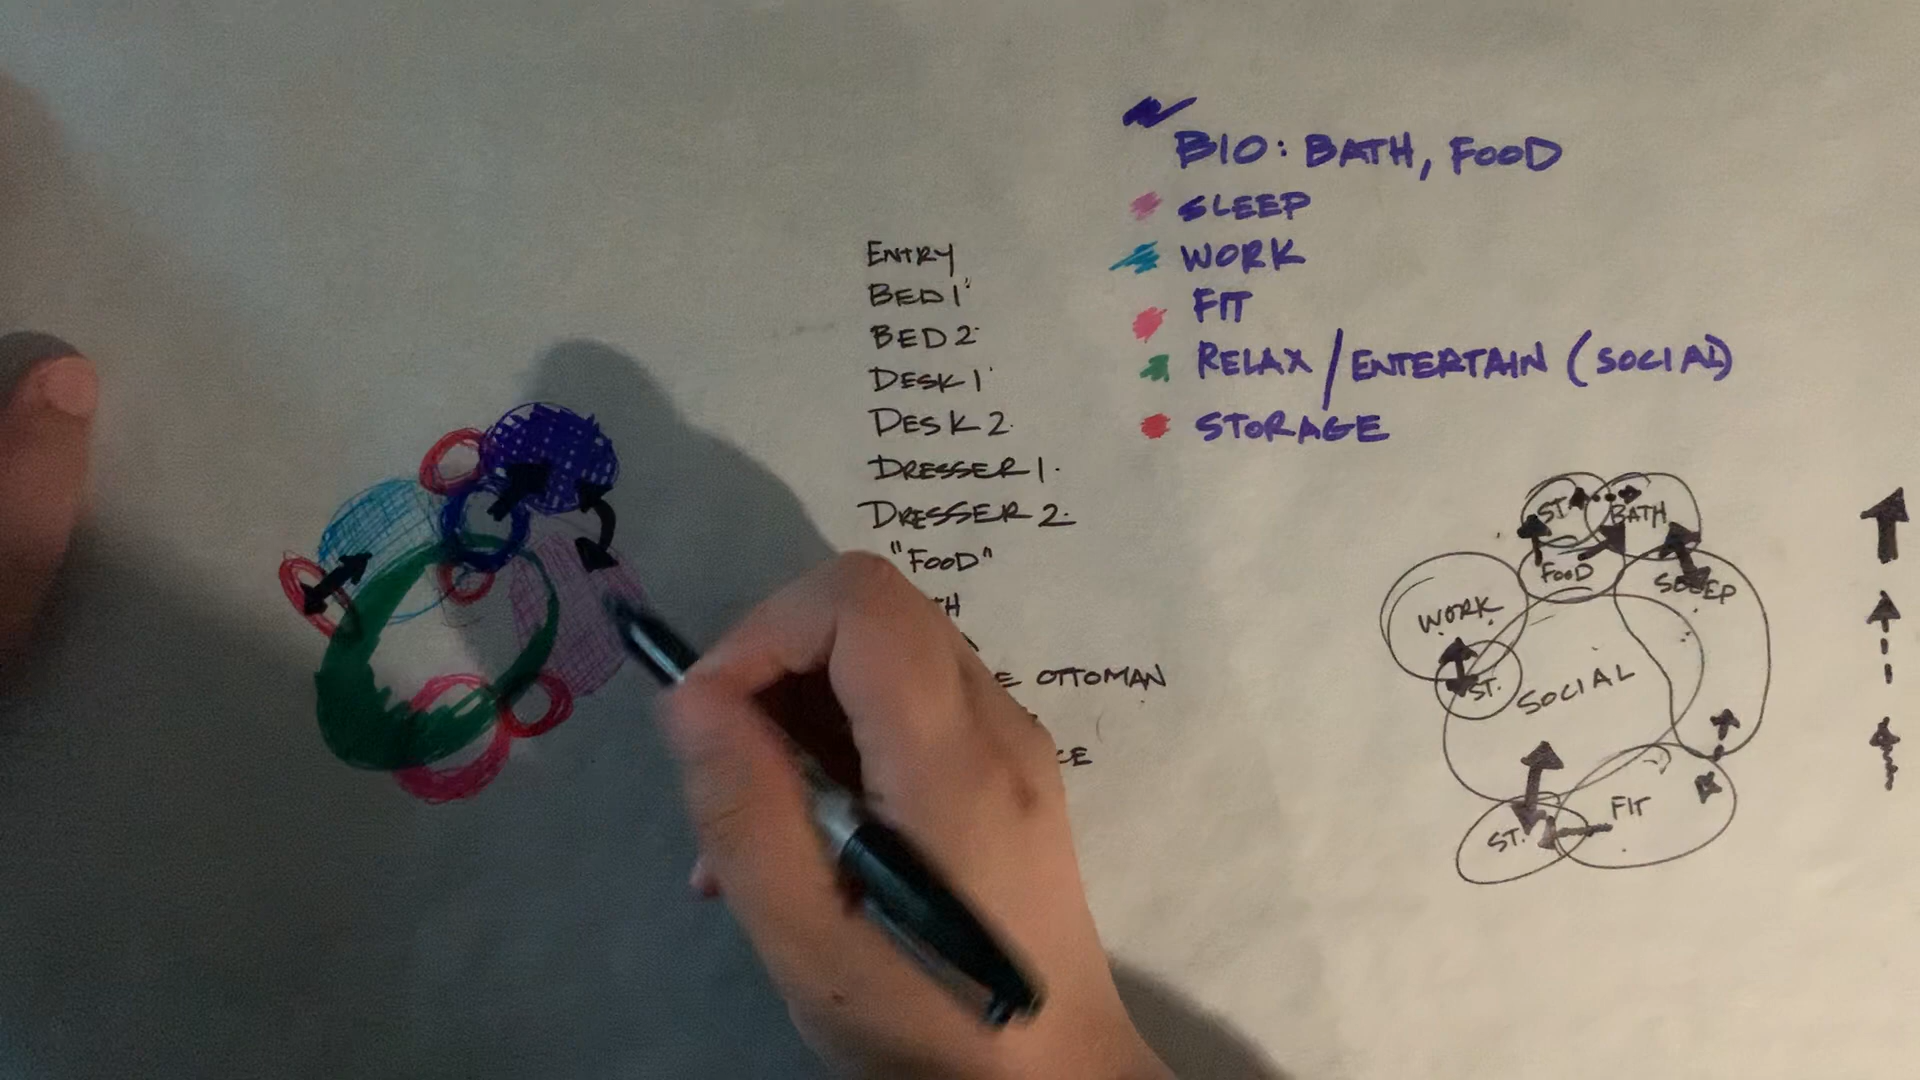 BIO: BATH, FOOD
SLEEP
WORK
FIT
RELAX / ENTERTAIN (SOCIAL)
STORAGE
ENTRY
BED 1
BED 2
DESK 1
DESK 2
DRESSER 1
DRESSER 2
"FOOD"
OTTOMAN
ST.
BATH
FOOD
SLEEP
WORK
ST.
SOCIAL
FIT
ST.